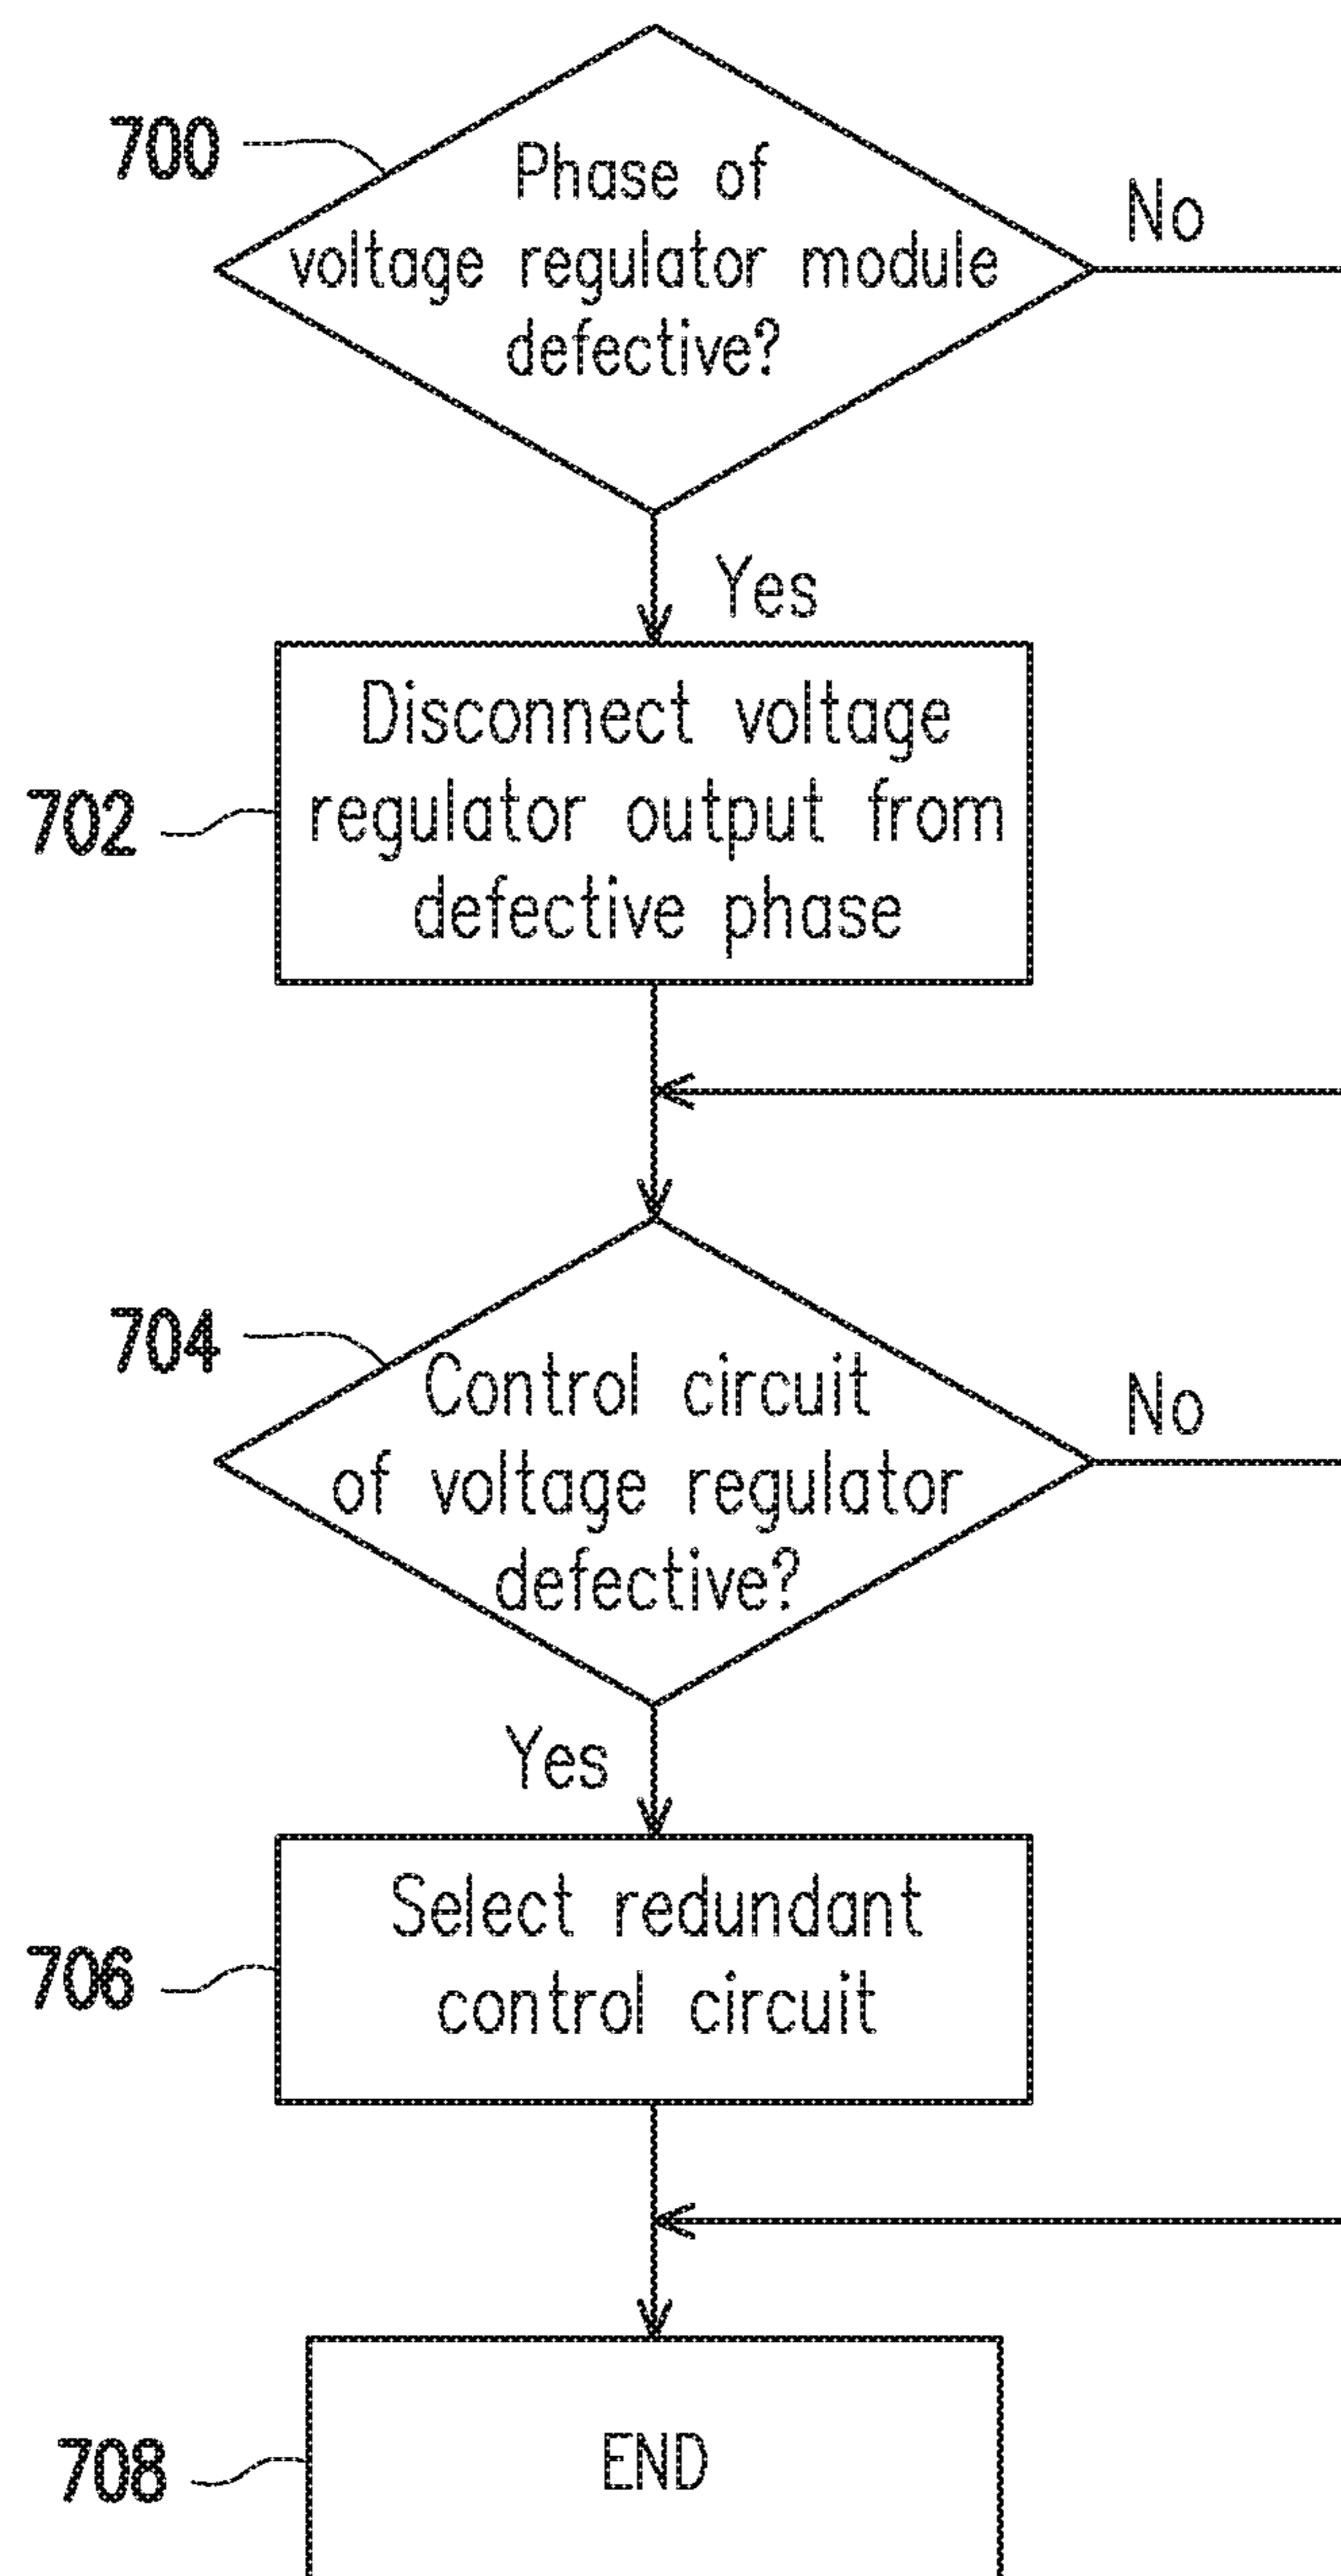 700
Phase of
voltage regulator module
defective?
No
Yes
Disconnect voltage
regulator output from
defective phase
702
704
Control circuit
of voltage regulator
defective?
No
Yes
Select redundant
control circuit
706
END
708